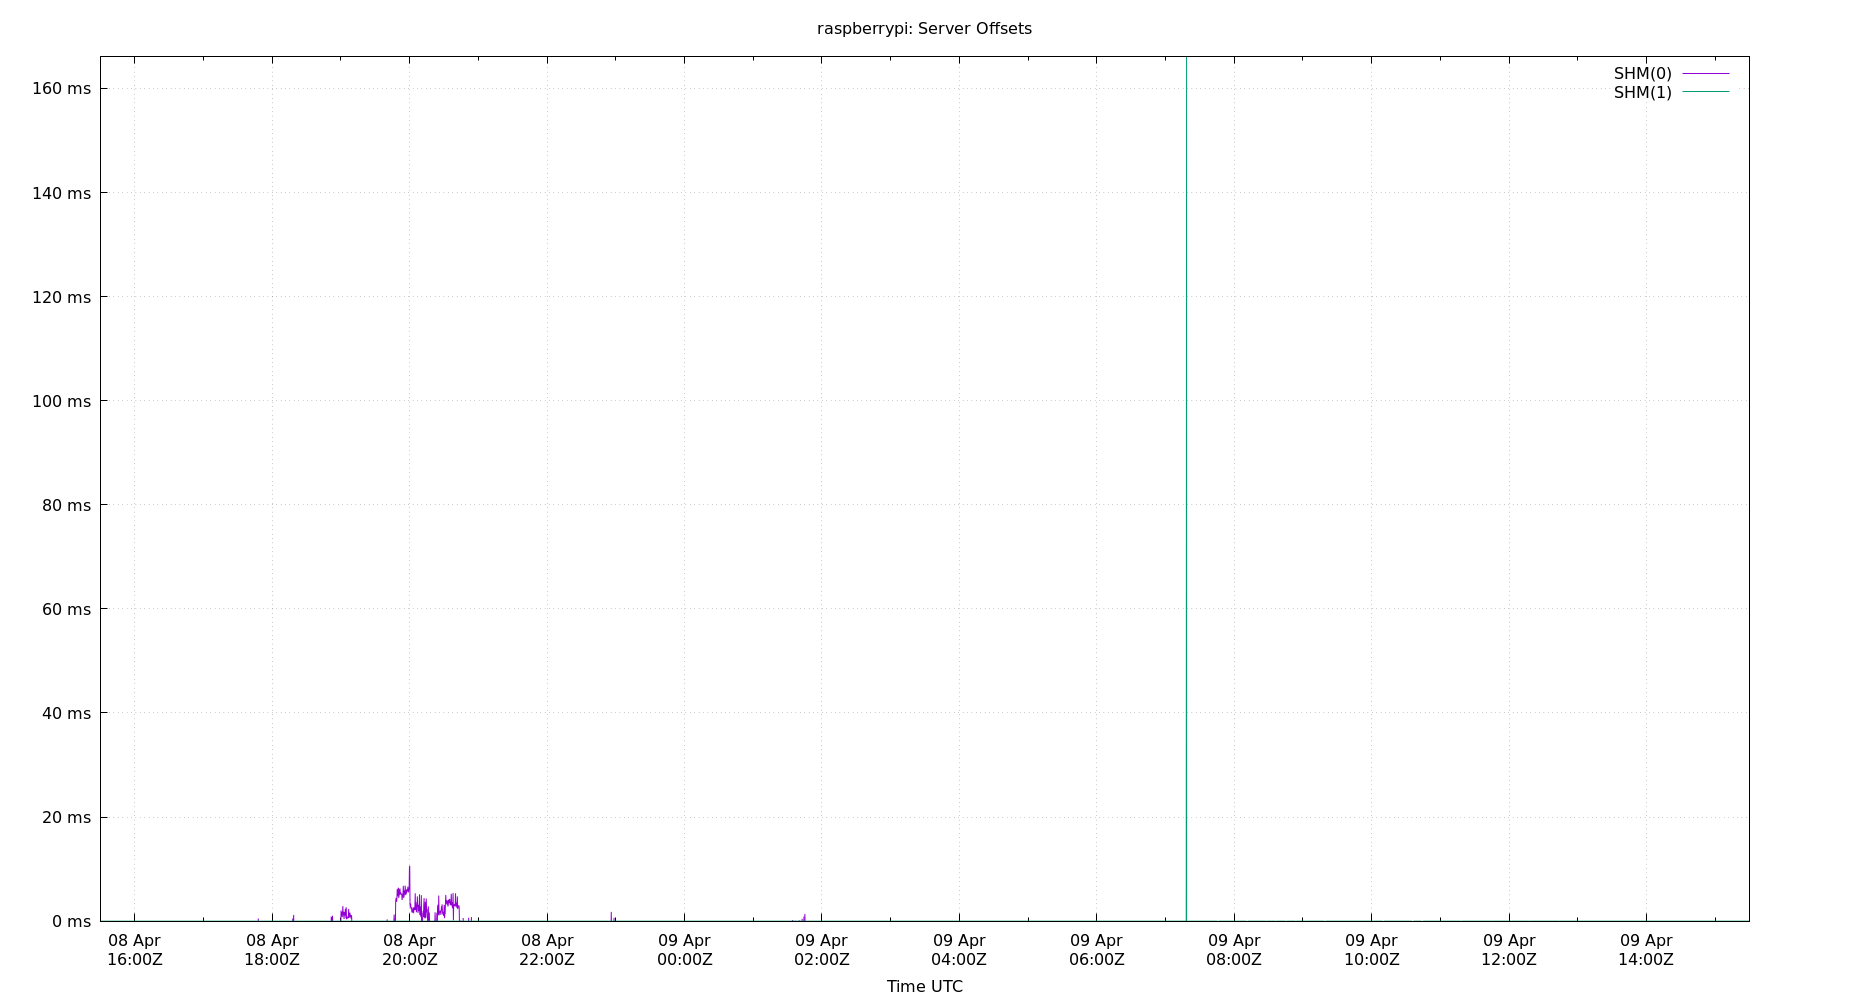 raspberrypi: Server Offsets
SHM(0)
SHM(1)
160 ms
140 ms
120 ms
100 ms
80 ms
60 ms
40 ms
20 ms
0 ms
08 Apr 08 Apr 08 Apr 08 Apr 09 Apr 09 Apr 09 Apr 09 Apr 09 Apr 09 Apr 09 Apr 09 Apr
16:00Z 18:00Z 20:00Z 22:00Z 00:00Z 02:00Z 04:00Z 06:00Z 08:00Z 10:00Z 12:00Z 14:00Z
Time UTC